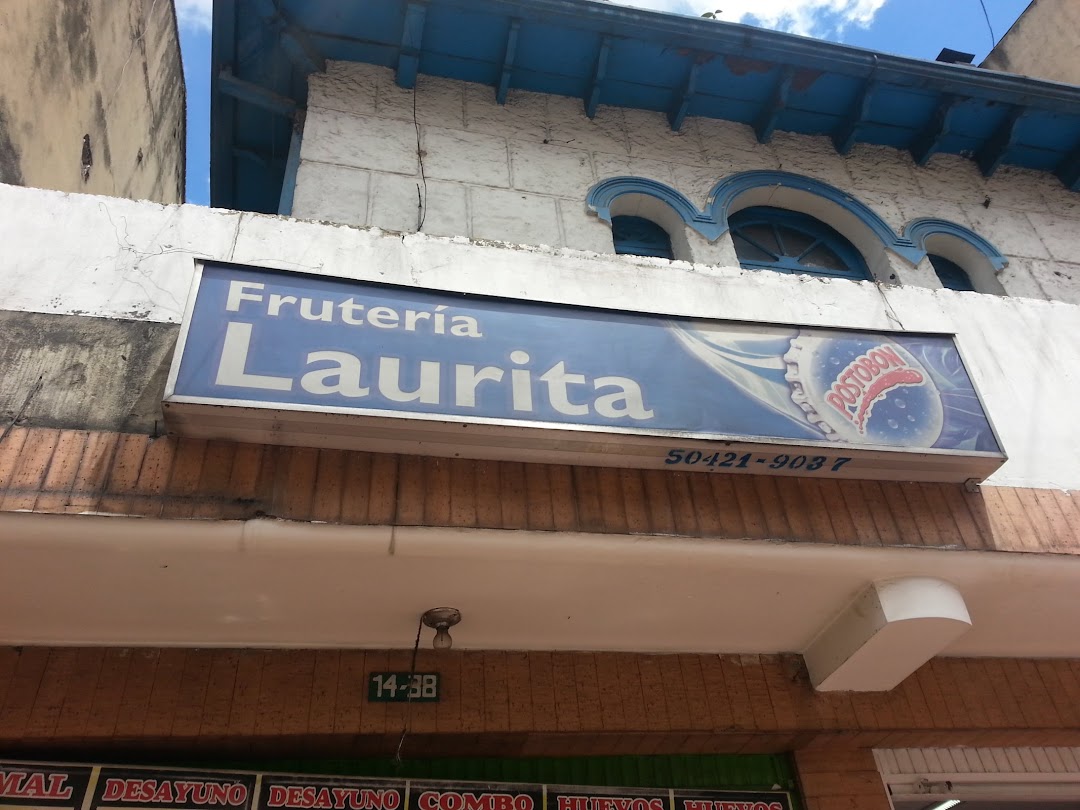 Frutería
Laurita
POSTOBON
50421-9037
14-38
MAL
DESAYUNO
DESAYUNO
COMBO
HUEVOS
HUEVOS